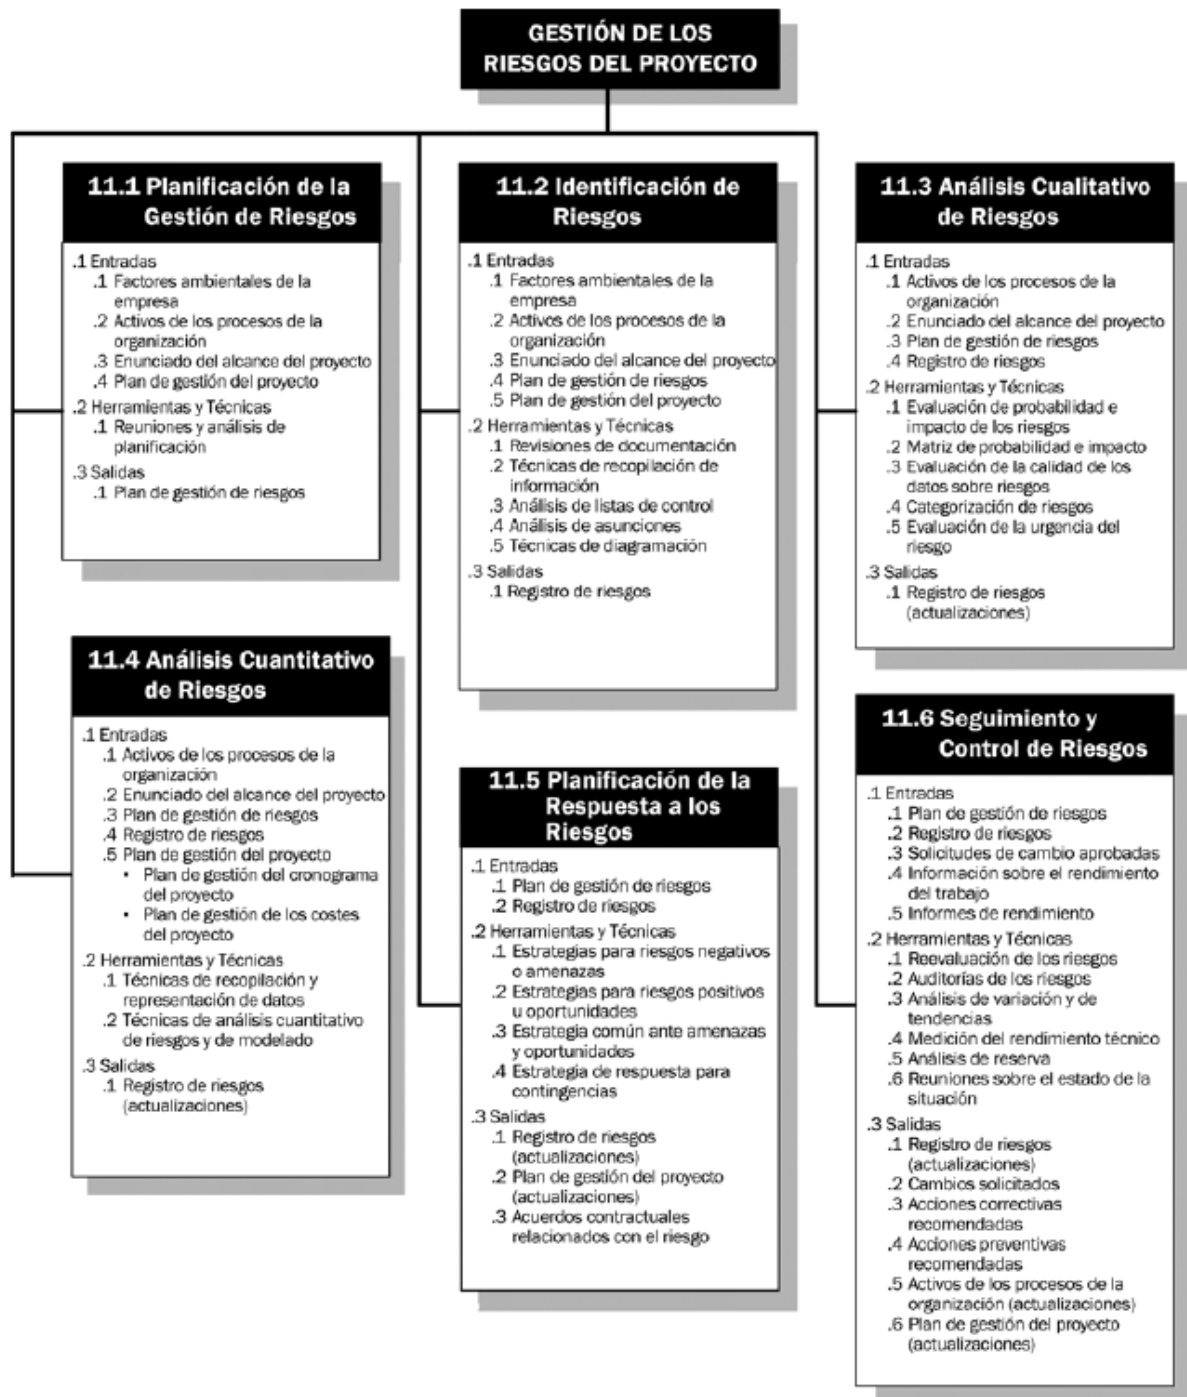 GESTIÓN DE LOS
RIESGOS DEL PROYECTO
11.1 Planificación de la
Gestión de Riesgos
.1 Entradas
.1 Factores ambientales de la
empresa
.2 Activos de los procesos de la
organización
.3 Enunciado del alcance del proyecto
.4 Plan de gestión del proyecto
.2 Herramientas y Técnicas
.1 Reuniones y análisis de
planificación
.3 Salidas
.1 Plan de gestión de riesgos
11.2 Identificación de
Riesgos
.1 Entradas
.1 Factores ambientales de la
empresa
.2 Activos de los procesos de la
organización
.3 Enunciado del alcance del proyecto
.4 Plan de gestión de riesgos
.5 Plan de gestión del proyecto
.2 Herramientas y Técnicas
.1 Revisiones de documentación
.2 Técnicas de recopilación de
información
.3 Análisis de listas de control
.4 Análisis de asunciones
.5 Técnicas de diagramación
.3 Salidas
.1 Registro de riesgos
11.3 Análisis Cualitativo
de Riesgos
.1 Entradas
.1 Activos de los procesos de la
organización
.2 Enunciado del alcance del proyecto
.3 Plan de gestión de riesgos
.4 Registro de riesgos
.2 Herramientas y Técnicas
.1 Evaluación de probabilidad e
impacto de los riesgos
.2 Matriz de probabilidad e impacto
.3 Evaluación de la calidad de los
datos sobre riesgos
.4 Categorización de riesgos
.5 Evaluación de la urgencia del
riesgo
.3 Salidas
.1 Registro de riesgos
(actualizaciones)
11.4 Análisis Cuantitativo
de Riesgos
.1 Entradas
.1 Activos de los procesos de la
organización
.2 Enunciado del alcance del proyecto
.3 Plan de gestión de riesgos
.4 Registro de riesgos
.5 Plan de gestión del proyecto
• Plan de gestión del cronograma
del proyecto
• Plan de gestión de los costes
del proyecto
.2 Herramientas y Técnicas
.1 Técnicas de recopilación y
representación de datos
.2 Técnicas de análisis cuantitativo
de riesgos y de modelado
.3 Salidas
.1 Registro de riesgos
(actualizaciones)
11.5 Planificación de la
Respuesta a los
Riesgos
.1 Entradas
.1 Plan de gestión de riesgos
.2 Registro de riesgos
.2 Herramientas y Técnicas
.1 Estrategias para riesgos negativos
o amenazas
.2 Estrategias para riesgos positivos
u oportunidades
.3 Estrategia común ante amenazas
y oportunidades
.4 Estrategia de respuesta para
contingencias
.3 Salidas
.1 Registro de riesgos
(actualizaciones)
.2 Plan de gestión del proyecto
(actualizaciones)
.3 Acuerdos contractuales
relacionados con el riesgo
11.6 Seguimiento y
Control de Riesgos
.1 Entradas
.1 Plan de gestión de riesgos
.2 Registro de riesgos
.3 Solicitudes de cambio aprobadas
.4 Información sobre el rendimiento
del trabajo
.5 Informes de rendimiento
.2 Herramientas y Técnicas
.1 Reevaluación de los riesgos
.2 Auditorías de los riesgos
.3 Análisis de variación y de
tendencias
.4 Medición del rendimiento técnico
.5 Análisis de reserva
.6 Reuniones sobre el estado de la
situación
.3 Salidas
.1 Registro de riesgos
(actualizaciones)
.2 Cambios solicitados
.3 Acciones correctivas
recomendadas
.4 Acciones preventivas
recomendadas
.5 Activos de los procesos de la
organización (actualizaciones)
.6 Plan de gestión del proyecto
(actualizaciones)